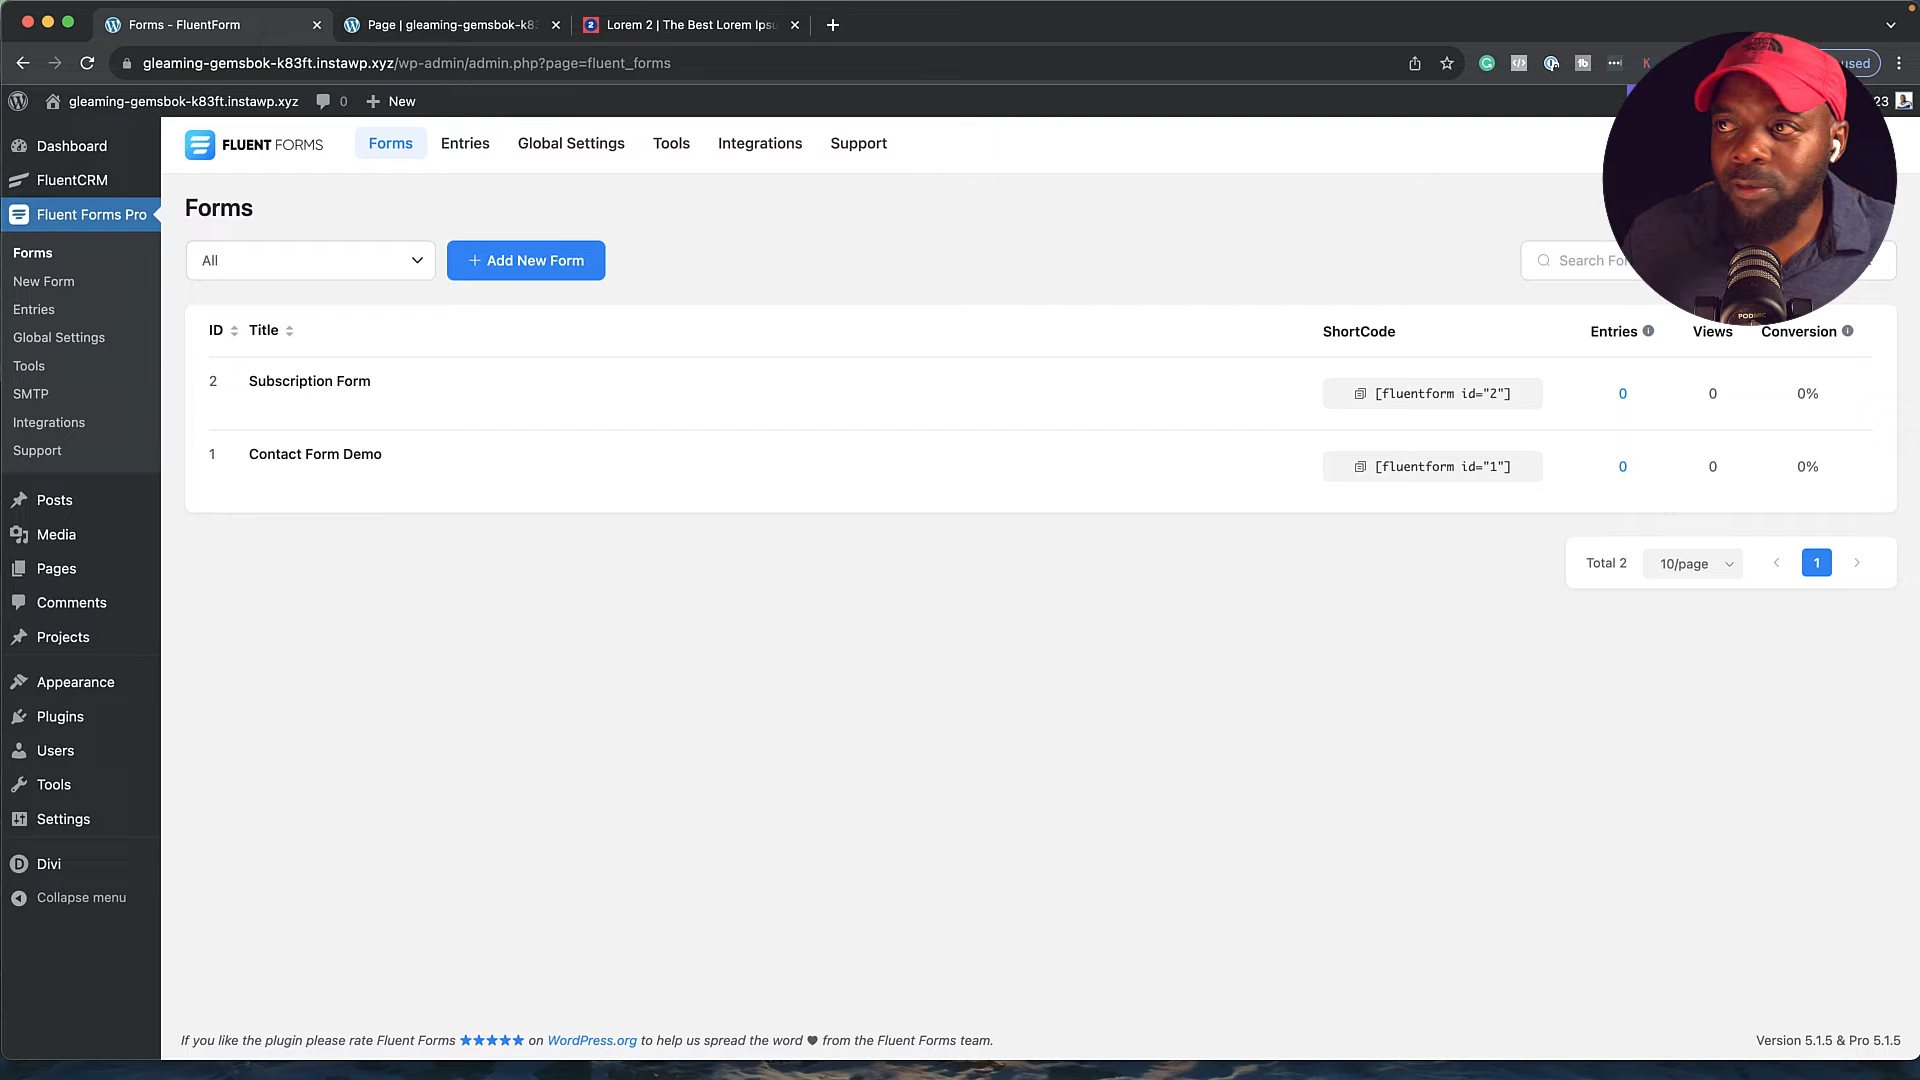 Forms - FluentForm
Page | gleaming-gemsbok-k83
Lorem 2 | The Best Lorem Ipsu
gleaming-gemsbok-k83ft.instawp.xyz/wp-admin/admin.php?page=fluent_forms
gleaming-gemsbok-k83ft.instawp.xyz
0
New
23
Dashboard
FluentCRM
Fluent Forms Pro
Forms
New Form
Entries
Global Settings
Tools
SMTP
Integrations
Support
Posts
Media
Pages
Comments
Projects
Appearance
Plugins
Users
Tools
Settings
Divi
Collapse menu
FLUENT FORMS
Forms
Entries
Global Settings
Tools
Integrations
Support
Forms
All
Add New Form
Search
ID
Title
ShortCode
Entries
Views
Conversion
2
Subscription Form
[fluentform id="2"]
0
0
0%
1
Contact Form Demo
[fluentform id="1"]
0
0
0%
Total 2
10/page
1
If you like the plugin please rate Fluent Forms ★★★★★ on WordPress.org to help us spread the word ♥ from the Fluent Forms team.
Version 5.1.5 & Pro 5.1.5
PODMIC